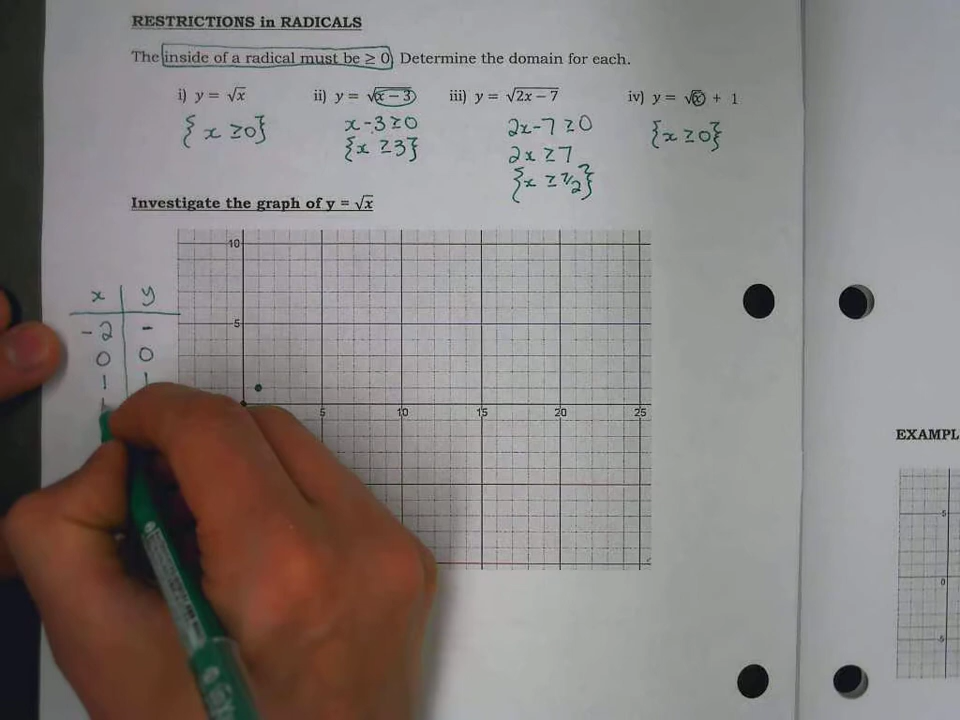 RESTRICTIONS in RADICALS
The inside of a radical must be ≥ 0. Determine the domain for each.
i) y = √x ii) y = √x − 3 iii) y = √2x − 7 iv) y = √x + 1
{x ≥0} x-3≥0 2x-7≥0 {x ≥0}
{x ≥3} 2x ≥7
{x ≥ 7/2}
Investigate the graph of y = √x
10
x y
5
-2 -
0 0
1 1
5 10 15 20 25
EXAMPL
5
0
-5